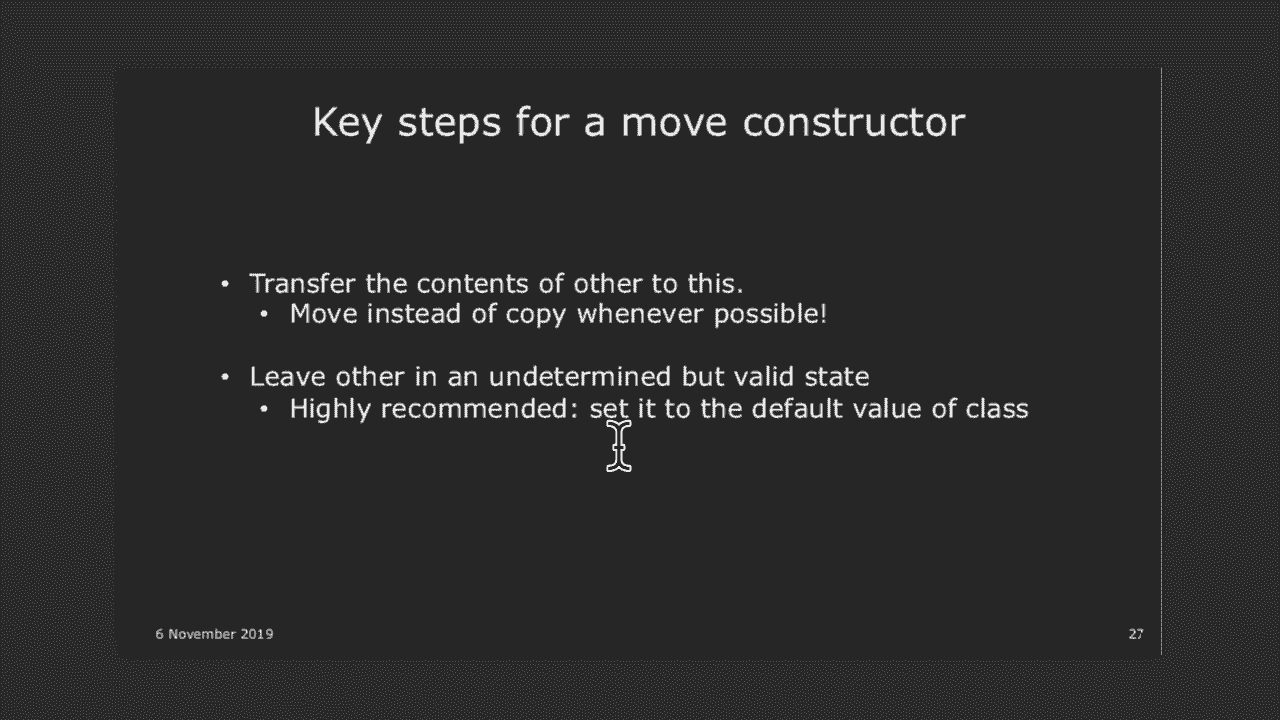 Key steps for a move constructor
• Transfer the contents of other to this.
• Move instead of copy whenever possible!
• Leave other in an undetermined but valid state
• Highly recommended: set it to the default value of class
6 November 2019
27